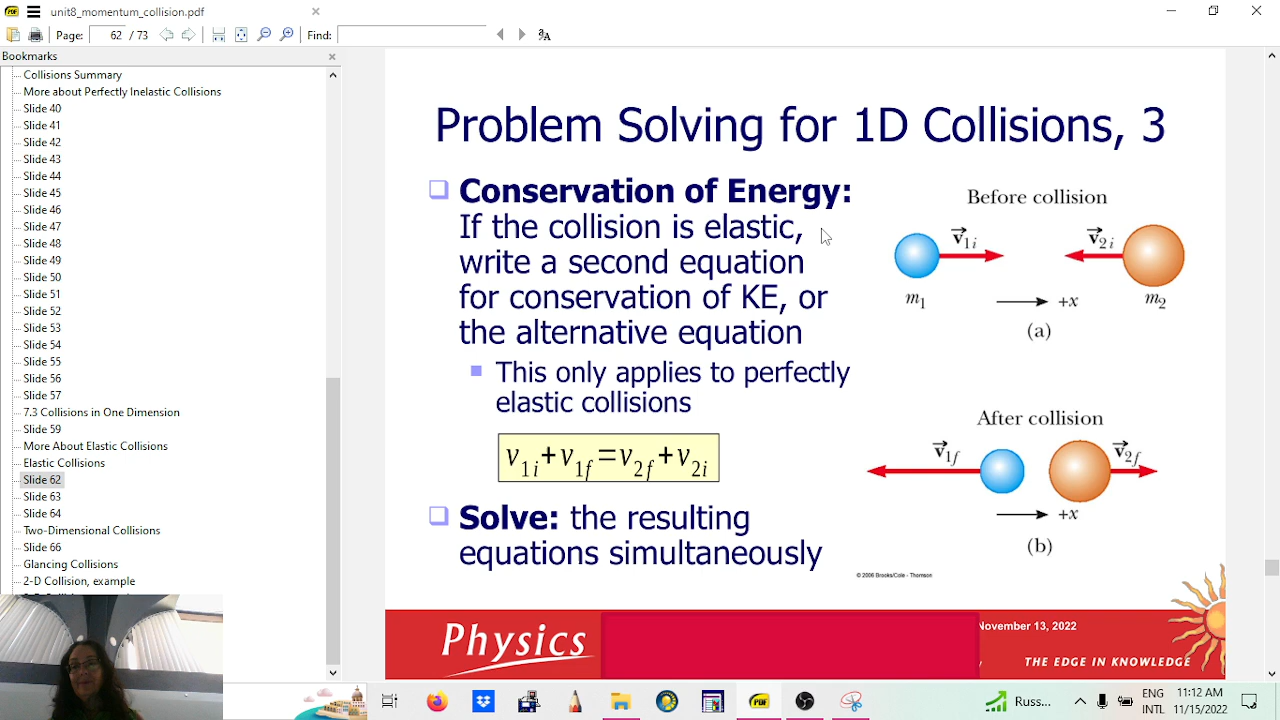 unit8_momentum_collision.pdf
Page: 62 / 73 Find:
Bookmarks
Collisions Summary
More about Perfectly Inelastic Collisions
Slide 40
Slide 41
Slide 42
Slide 43
Slide 44
Slide 45
Slide 46
Slide 47
Slide 48
Slide 49
Slide 50
Slide 51
Slide 52
Slide 53
Slide 54
Slide 55
Slide 56
Slide 57
7.3 Collisions in One Dimension
Slide 59
More About Elastic Collisions
Elastic Collisions
Slide 62
Slide 63
Slide 64
Two-Dimensional Collisions
Slide 66
Glancing Collisions
2-D Collision, example
Problem Solving for 1D Collisions, 3
Conservation of Energy:
If the collision is elastic,
write a second equation
for conservation of KE, or
the alternative equation
This only applies to perfectly
elastic collisions
v1i+v1f=v2f+v2i
Solve: the resulting
equations simultaneously
Before collision
v1i v2i
m1 +x m2
(a)
After collision
v1f v2f
+x
(b)
© 2006 Brooks/Cole - Thomson
Physics
November 13, 2022
THE EDGE IN KNOWLEDGE
PDF
Russ...
ENG
INTL
11:12 AM
11/15/2022